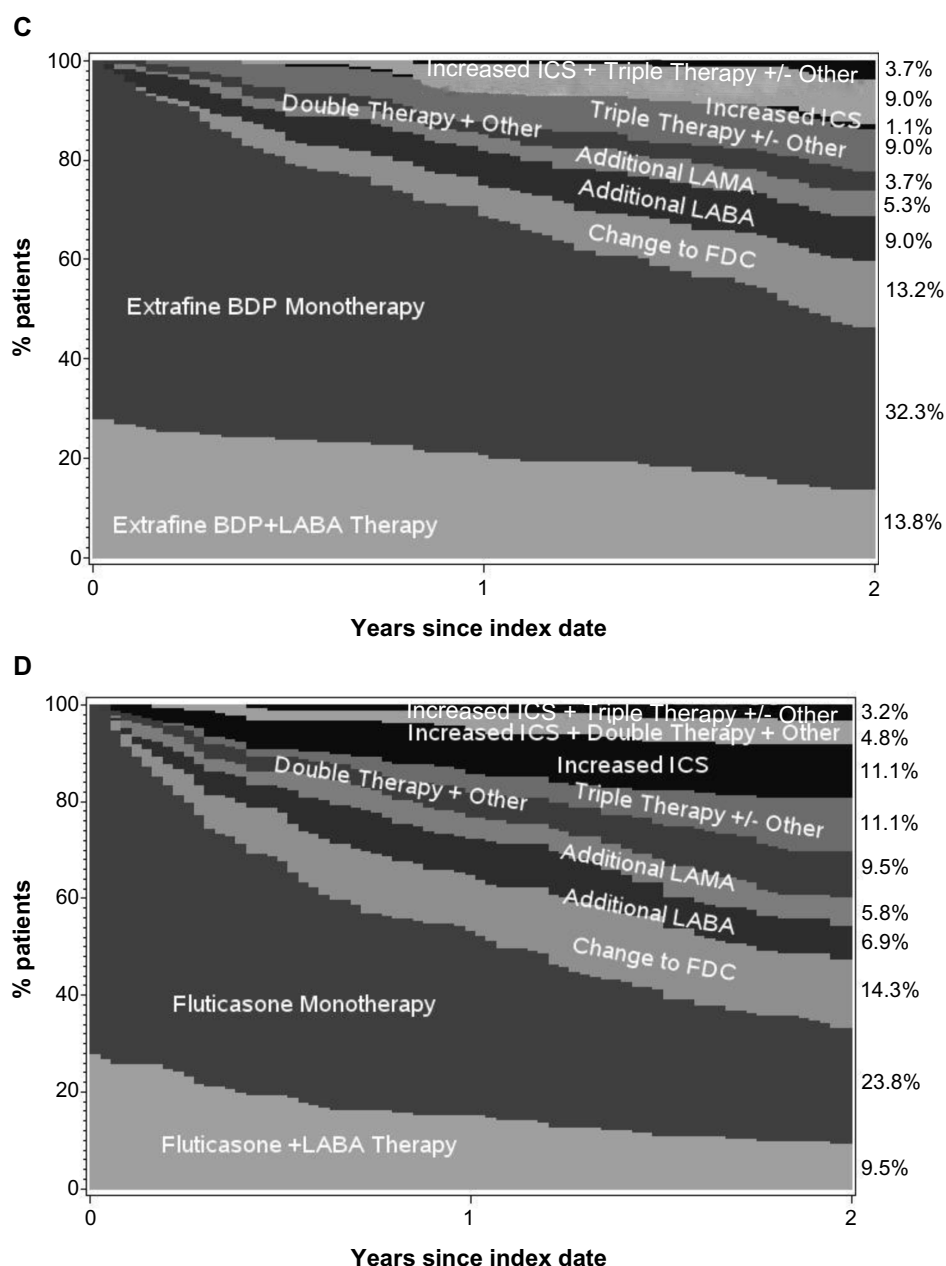 C
100
80
60
40
20
0
% patients
Increased ICS + Triple Therapy +/- Other
Increased ICS
Double Therapy + Other
Triple Therapy +/- Other
Additional LAMA
Additional LABA
Change to FDC
Extrafine BDP Monotherapy
Extrafine BDP+LABA Therapy
3.7%
9.0%
1.1%
9.0%
3.7%
5.3%
9.0%
13.2%
32.3%
13.8%
0
1
2
Years since index date
D
100
80
60
40
20
0
% patients
Increased ICS + Triple Therapy +/- Other
Increased ICS + Double Therapy + Other
Increased ICS
Double Therapy + Other
Triple Therapy +/- Other
Additional LAMA
Additional LABA
Change to FDC
Fluticasone Monotherapy
Fluticasone +LABA Therapy
3.2%
4.8%
11.1%
11.1%
9.5%
5.8%
6.9%
14.3%
23.8%
9.5%
0
1
2
Years since index date